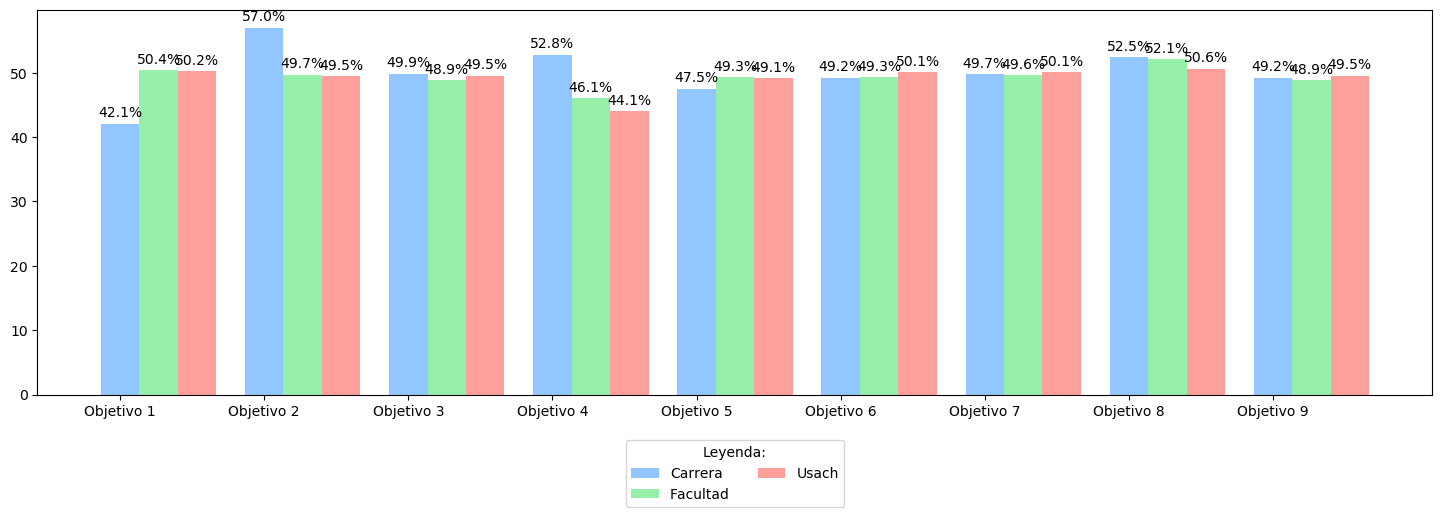 57.0%
50.4% 50.2% 49.7% 49.5% 49.9% 48.9% 49.5% 52.8% 49.3% 49.1% 49.2% 49.3% 50.1% 49.7% 49.6% 50.1% 52.5% 52.1% 50.6% 49.2% 48.9% 49.5%
47.5%
46.1%
44.1%
42.1%
50
40
30
20
10
0
Objetivo 1 Objetivo 2 Objetivo 3 Objetivo 4 Objetivo 5 Objetivo 6 Objetivo 7 Objetivo 8 Objetivo 9
Leyenda:
Carrera Usach
Facultad